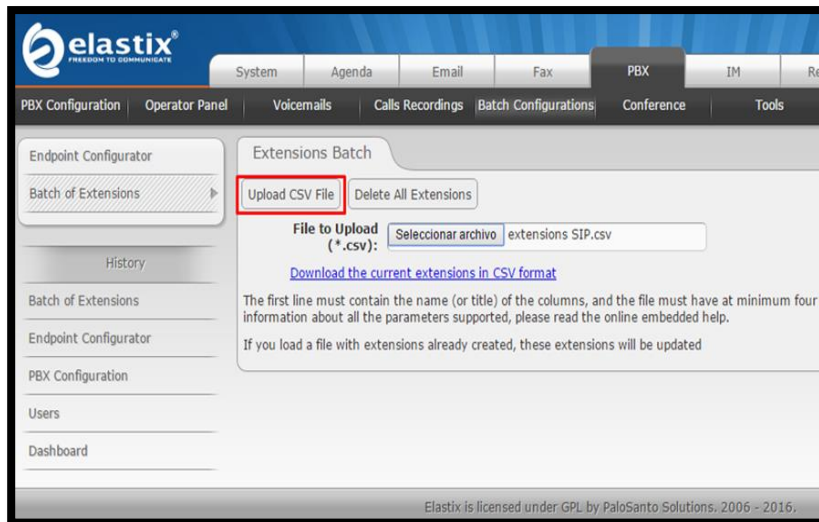 elastix®
FREEDOM TO COMMUNICATE
System Agenda Email Fax PBX IM Re
PBX Configuration Operator Panel Voicemails Calls Recordings Batch Configurations Conference Tools
Endpoint Configurator
Batch of Extensions
History
Batch of Extensions
Endpoint Configurator
PBX Configuration
Users
Dashboard
Extensions Batch
Upload CSV File Delete All Extensions
File to Upload Seleccionar archivo extensions SIP.csv
(*.csv):
Download the current extensions in CSV format
The first line must contain the name (or title) of the columns, and the file must have at minimum four
information about all the parameters supported, please read the online embedded help.
If you load a file with extensions already created, these extensions will be updated
Elastix is licensed under GPL by PaloSanto Solutions. 2006 - 2016.